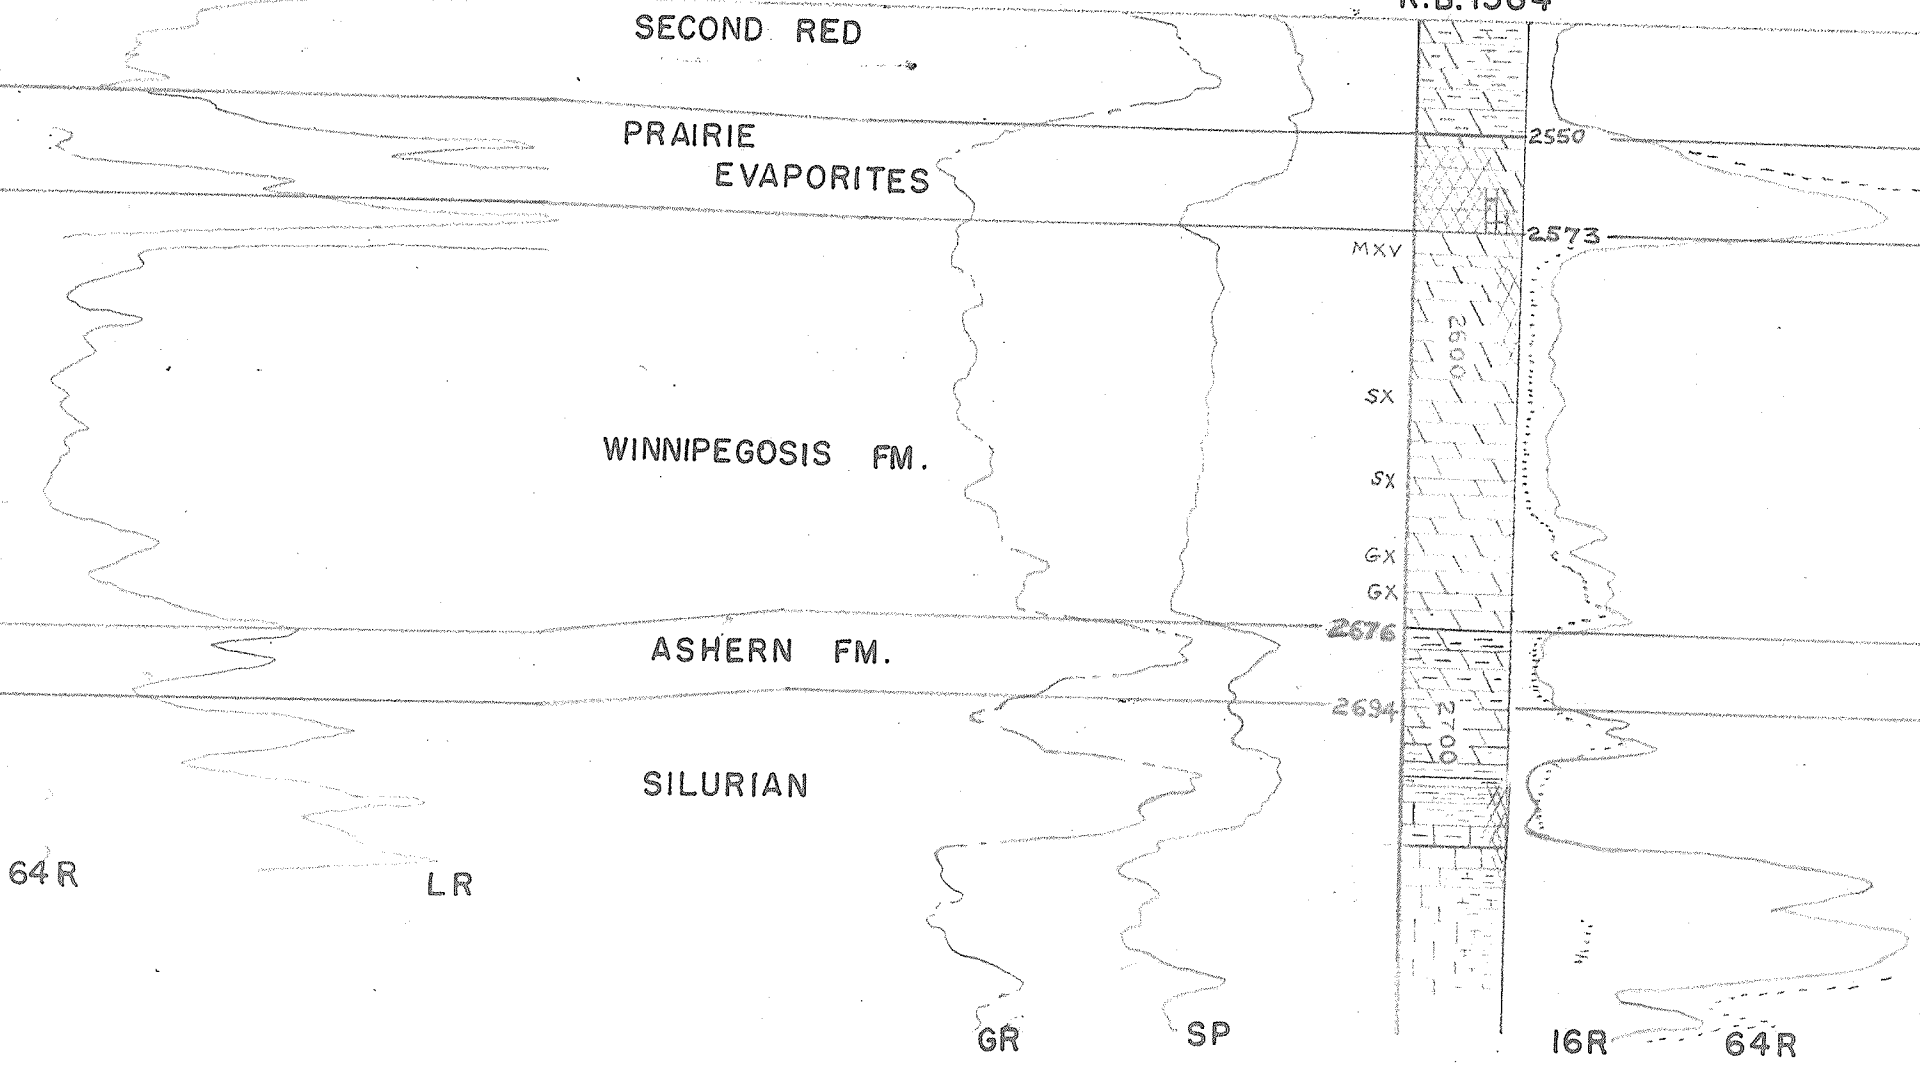 K.B. 1564
SECOND RED
PRAIRIE
EVAPORITES
2550
2573
MXV
2600
SX
WINNIPEGOSIS FM.
SX
GX
GX
2676
ASHERN FM.
2694
2700
SILURIAN
64R
LR
GR
SP
16R
64R